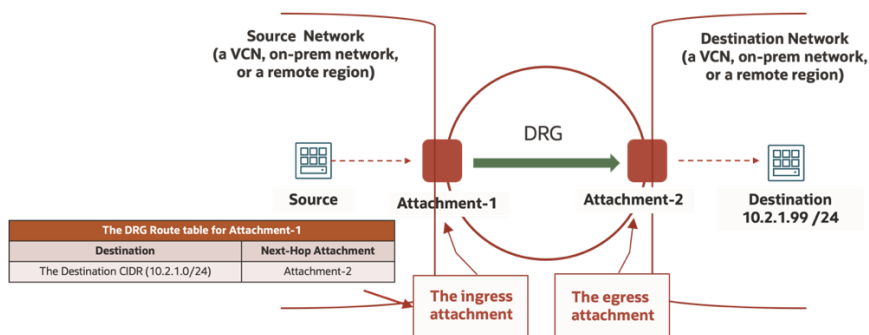 Source Network
(a VCN, on-prem network,
or a remote region)
Destination Network
(a VCN, on-prem network,
or a remote region)
DRG
Source
Attachment-1
Attachment-2
Destination
10.2.1.99 /24
The DRG Route table for Attachment-1
Destination Next-Hop Attachment
The Destination CIDR (10.2.1.0/24) Attachment-2
The ingress
attachment
The egress
attachment